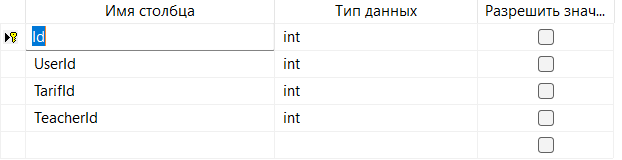 Имя столбца Тип данных Разрешить знач...
Id int
UserId int
TarifId int
TeacherId int